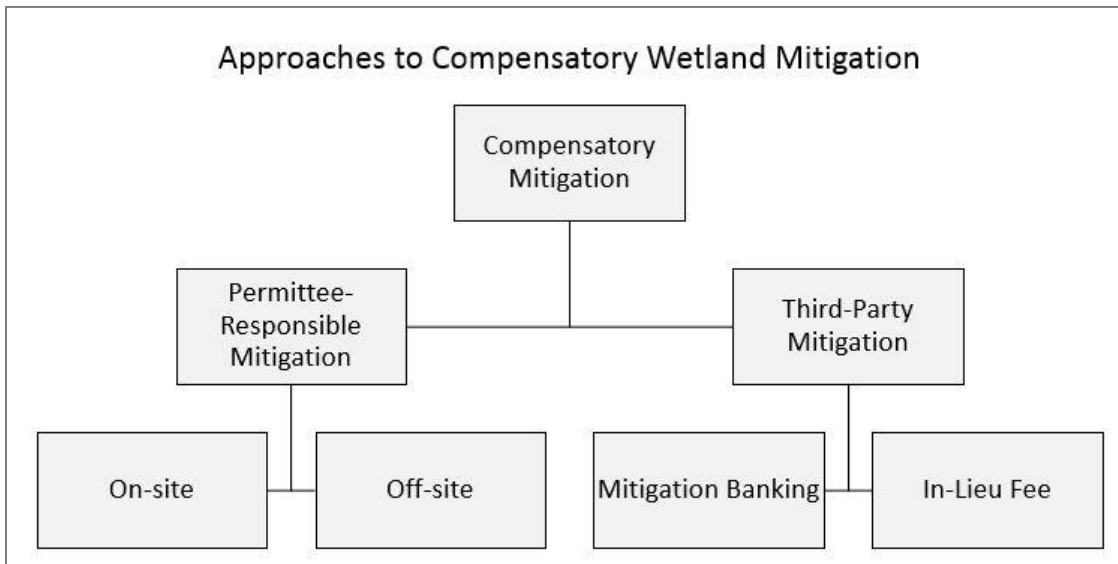 Approaches to Compensatory Wetland Mitigation
Compensatory
Mitigation
Permittee-
Responsible
Mitigation
Third-Party
Mitigation
On-site
Off-site
Mitigation Banking
In-Lieu Fee